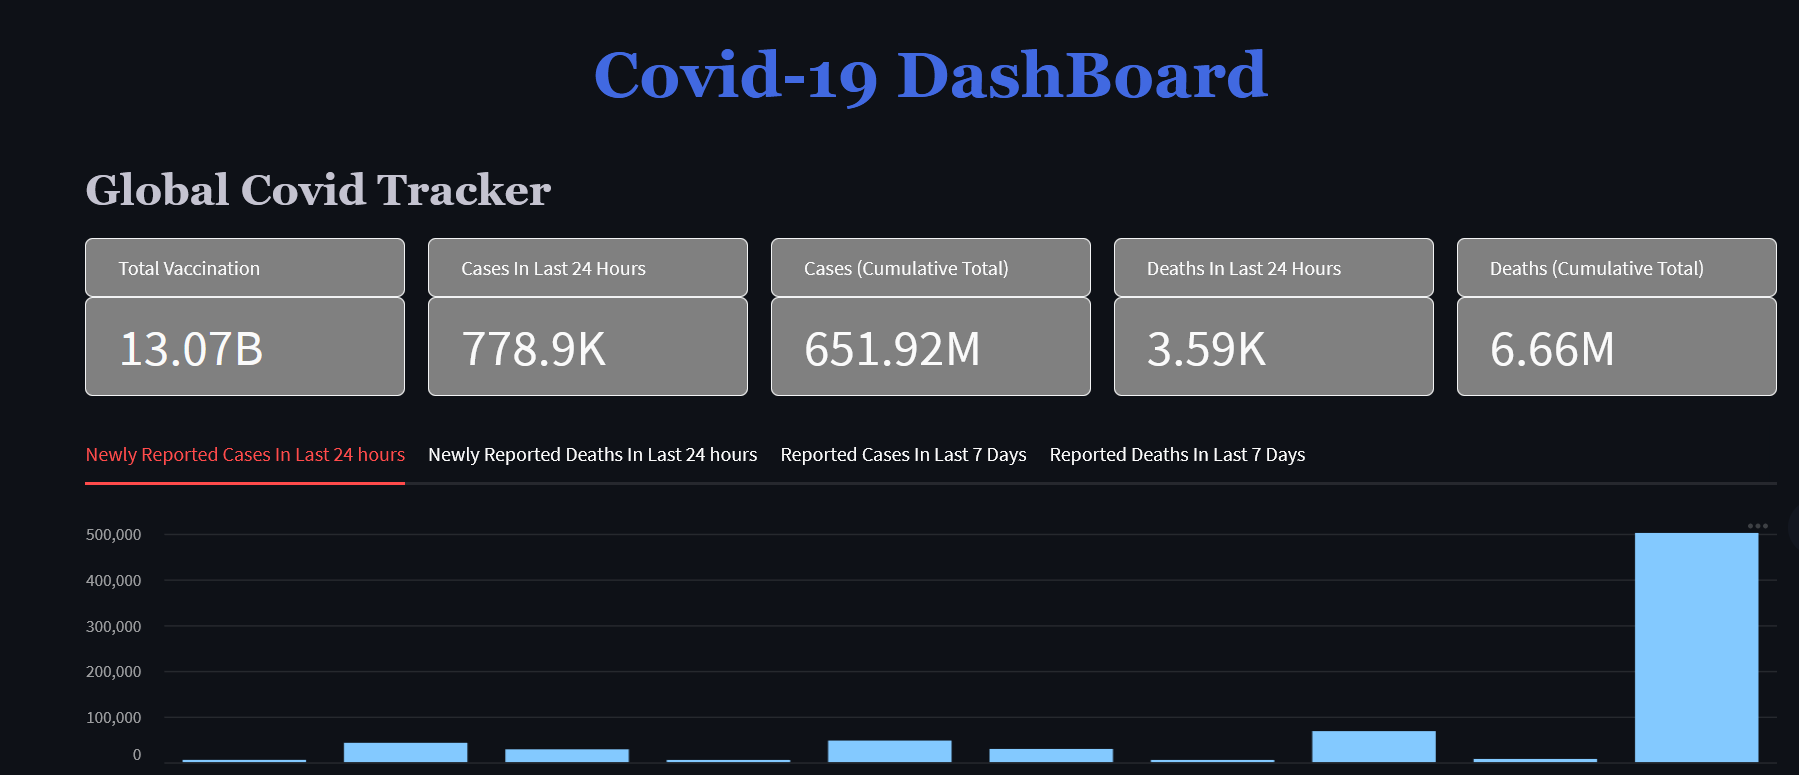 Covid-19 DashBoard
Global Covid Tracker
Total Vaccination
13.07B
Cases In Last 24 Hours
778.9K
Cases (Cumulative Total)
651.92M
Deaths In Last 24 Hours
3.59K
Deaths (Cumulative Total)
6.66M
Newly Reported Cases In Last 24 hours
Newly Reported Deaths In Last 24 hours
Reported Cases In Last 7 Days
Reported Deaths In Last 7 Days
500,000
400,000
300,000
200,000
100,000
0